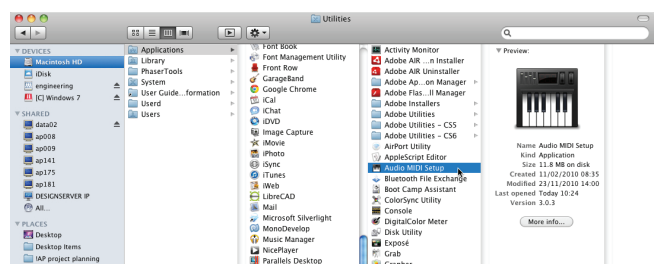 Utilities
▼ DEVICES
Macintosh HD
iDisk
engineering
[C] Windows 7
▼ SHARED
data02
ap008
ap009
ap141
ap175
ap181
DESIGNSERVER IP
All...
▼ PLACES
Desktop
Desktop Items
!AP project planning
Applications
Library
PhaserTools
System
User Guide...formation
Userd
Users
Font Book
Font Management Utility
Front Row
GarageBand
Google Chrome
iCal
iChat
iDVD
Image Capture
iMovie
iPhoto
iSync
iTunes
iWeb
LibreCAD
Mail
Microsoft Silverlight
MonoDevelop
Music Manager
NicePlayer
Parallels Desktop
Activity Monitor
Adobe AIR ...n Installer
Adobe AIR Uninstaller
Adobe Ap...on Manager
Adobe Flas...ll Manager
Adobe Installers
Adobe Utilities
Adobe Utilities - CS5
Adobe Utilities - CS6
AirPort Utility
AppleScript Editor
Audio MIDI Setup
Bluetooth File Exchange
Boot Camp Assistant
ColorSync Utility
Console
DigitalColor Meter
Disk Utility
Exposé
Grab
Grapher
▼ Preview:
Name Audio MIDI Setup
Kind Application
Size 11.8 MB on disk
Created 11/02/2010 08:35
Modified 23/11/2010 14:00
Last opened Today 10:24
Version 3.0.3
More info...